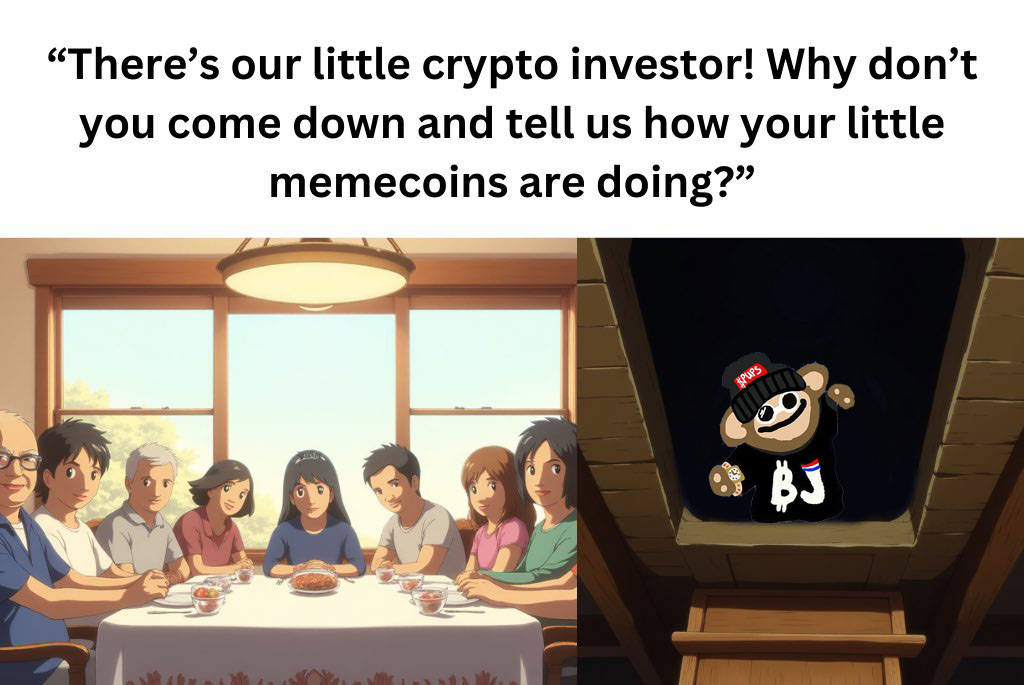 “There’s our little crypto investor! Why don’t
you come down and tell us how your little
memecoins are doing?”
$PUPS
₿J